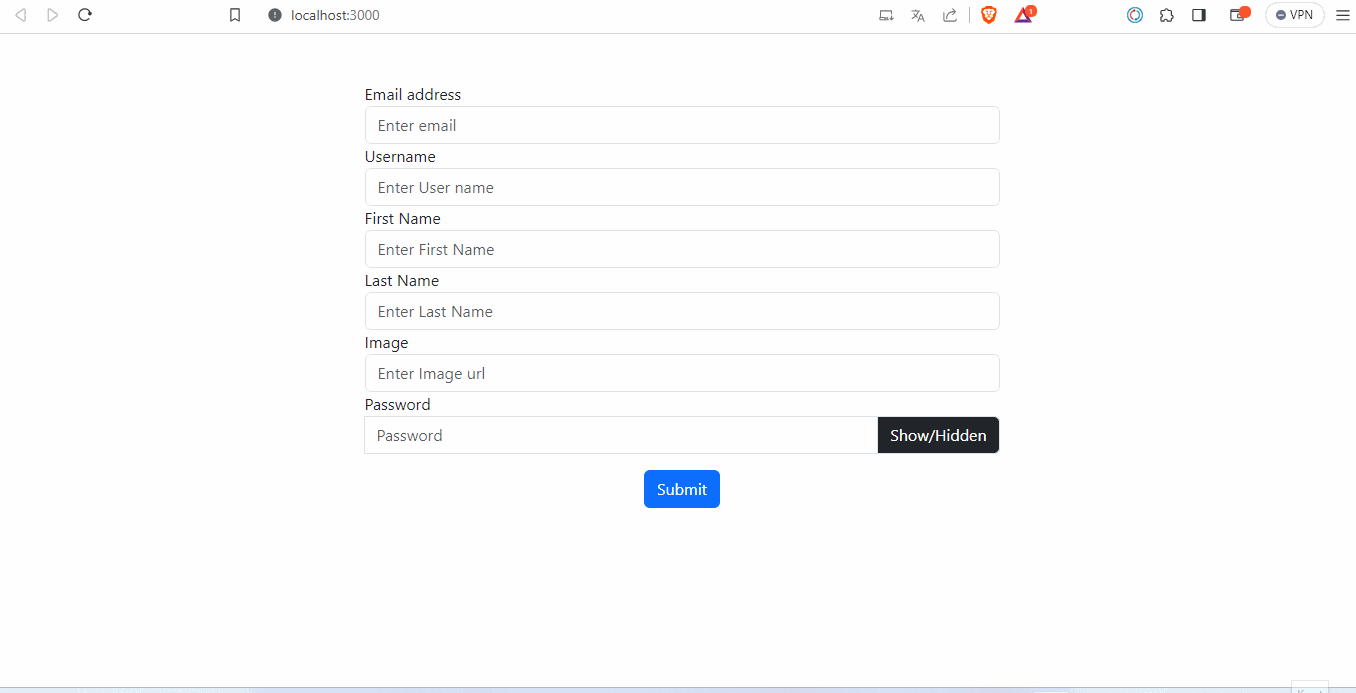 localhost:3000
1
VPN
Email address
Enter email
Username
Enter User name
First Name
Enter First Name
Last Name
Enter Last Name
Image
Enter Image url
Password
Password
Show/Hidden
Submit